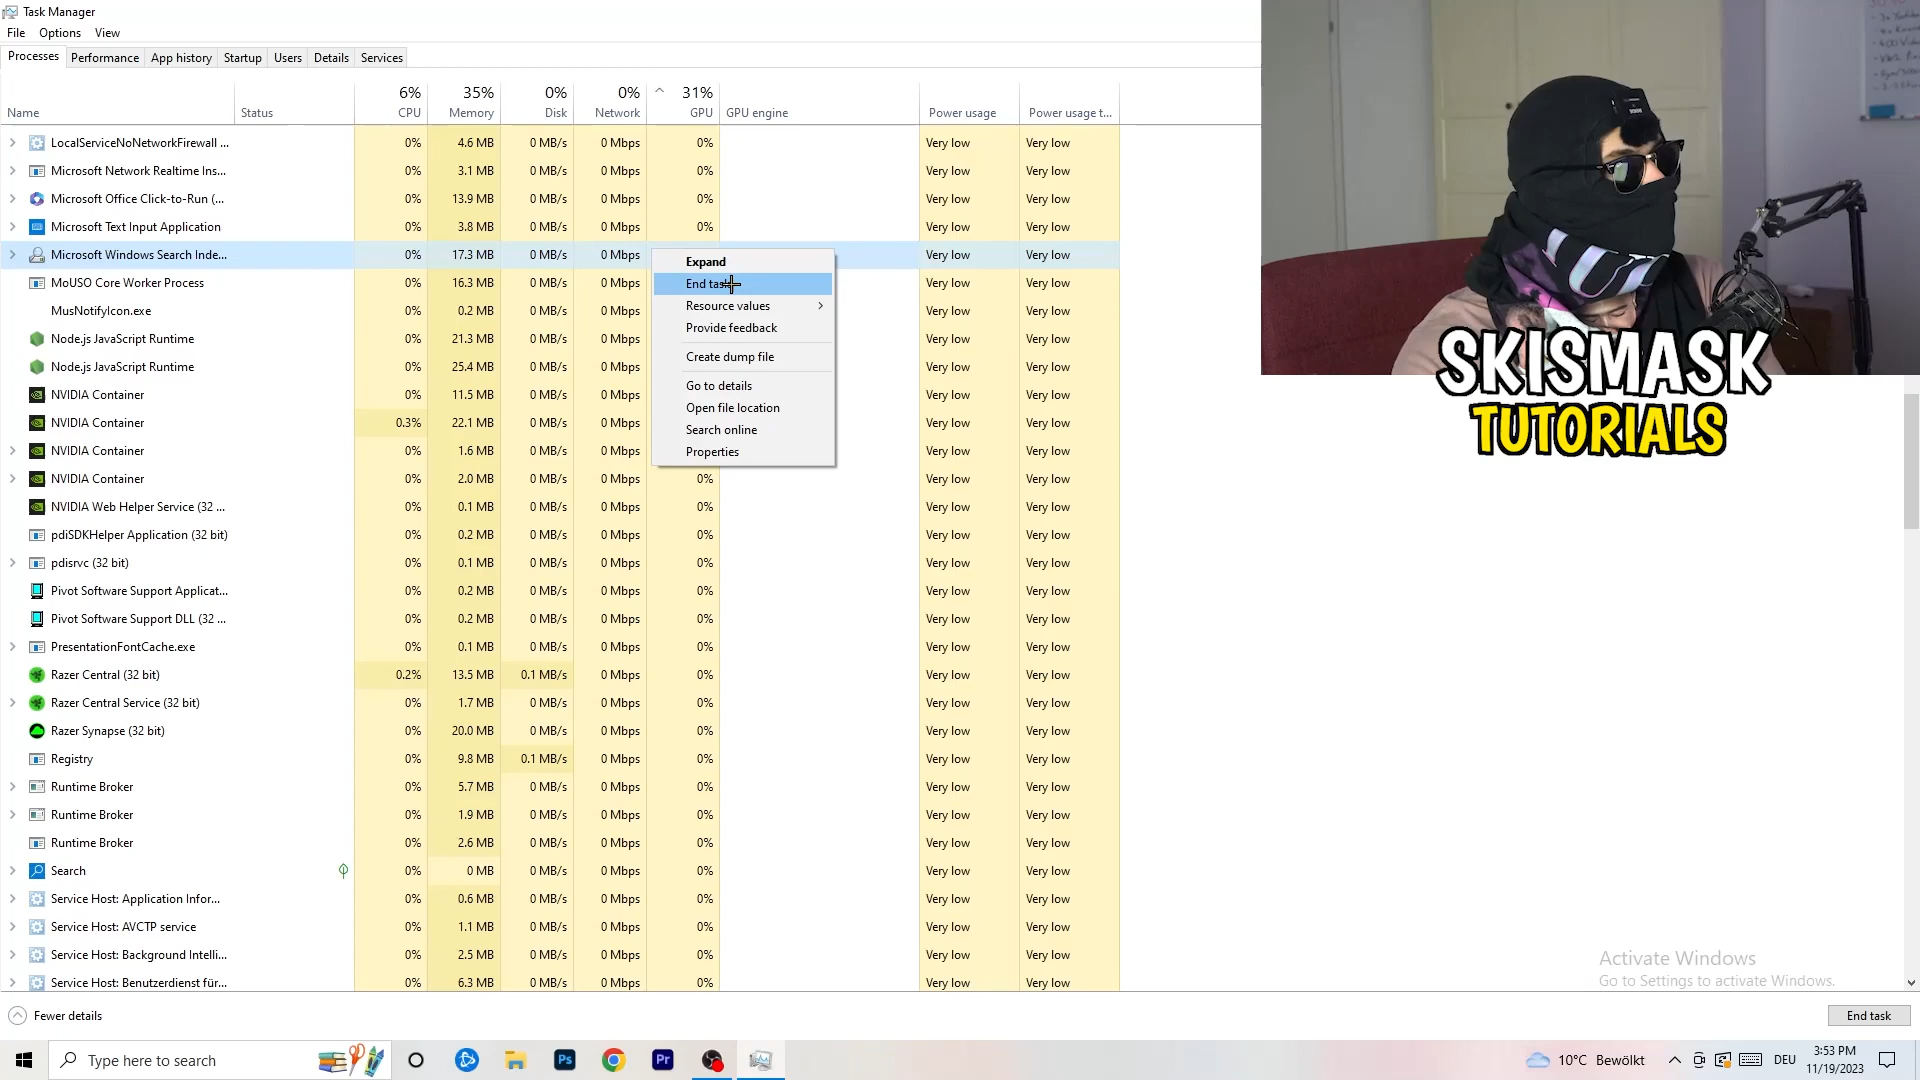 Task Manager
File Options View
Processes Performance App history Startup Users Details Services
6% 35% 0% 0% 31%
Name Status CPU Memory Disk Network GPU GPU engine Power usage Power usage t...
LocalServiceNoNetworkFirewall ... 0% 4.6 MB 0 MB/s 0 Mbps 0% Very low Very low
Microsoft Network Realtime Ins... 0% 3.1 MB 0 MB/s 0 Mbps 0% Very low Very low
Microsoft Office Click-to-Run (... 0% 13.9 MB 0 MB/s 0 Mbps 0% Very low Very low
Microsoft Text Input Application 0% 3.8 MB 0 MB/s 0 Mbps 0% Very low Very low
Microsoft Windows Search Inde... 0% 17.3 MB 0 MB/s 0 Mbps Very low Very low
Expand
MoUSO Core Worker Process 0% 16.3 MB 0 MB/s 0 Mbps Very low Very low
End task
Resource values
MusNotifyIcon.exe 0% 0.2 MB 0 MB/s 0 Mbps Very low Very low
Provide feedback
Node.js JavaScript Runtime 0% 21.3 MB 0 MB/s 0 Mbps Very low Very low
Create dump file
Node.js JavaScript Runtime 0% 25.4 MB 0 MB/s 0 Mbps Very low Very low
Go to details
NVIDIA Container 0% 11.5 MB 0 MB/s 0 Mbps Very low Very low
Open file location
NVIDIA Container 0.3% 22.1 MB 0 MB/s 0 Mbps Very low Very low
Search online
NVIDIA Container 0% 1.6 MB 0 MB/s 0 Mbps Very low Very low
Properties
NVIDIA Container 0% 2.0 MB 0 MB/s 0 Mbps 0% Very low Very low
NVIDIA Web Helper Service (32 ... 0% 0.1 MB 0 MB/s 0 Mbps 0% Very low Very low
pdiSDKHelper Application (32 bit) 0% 0.2 MB 0 MB/s 0 Mbps 0% Very low Very low
pdisrvc (32 bit) 0% 0.1 MB 0 MB/s 0 Mbps 0% Very low Very low
Pivot Software Support Applicat... 0% 0.2 MB 0 MB/s 0 Mbps 0% Very low Very low
Pivot Software Support DLL (32 ... 0% 0.2 MB 0 MB/s 0 Mbps 0% Very low Very low
PresentationFontCache.exe 0% 0.1 MB 0 MB/s 0 Mbps 0% Very low Very low
Razer Central (32 bit) 0.2% 13.5 MB 0.1 MB/s 0 Mbps 0% Very low Very low
Razer Central Service (32 bit) 0% 1.7 MB 0 MB/s 0 Mbps 0% Very low Very low
Razer Synapse (32 bit) 0% 20.0 MB 0 MB/s 0 Mbps 0% Very low Very low
Registry 0% 9.8 MB 0.1 MB/s 0 Mbps 0% Very low Very low
Runtime Broker 0% 5.7 MB 0 MB/s 0 Mbps 0% Very low Very low
Runtime Broker 0% 1.9 MB 0 MB/s 0 Mbps 0% Very low Very low
Runtime Broker 0% 2.6 MB 0 MB/s 0 Mbps 0% Very low Very low
Search 0% 0 MB 0 MB/s 0 Mbps 0% Very low Very low
Service Host: Application Infor... 0% 0.6 MB 0 MB/s 0 Mbps 0% Very low Very low
Service Host: AVCTP service 0% 1.1 MB 0 MB/s 0 Mbps 0% Very low Very low
Service Host: Background Intelli... 0% 2.5 MB 0 MB/s 0 Mbps 0% Very low Very low
Service Host: Benutzerdienst für... 0% 6.3 MB 0 MB/s 0 Mbps 0% Very low Very low
SKISMASK
TUTORIALS
Activate Windows
Go to Settings to activate Windows.
Fewer details End task
Type here to search Ps Pr 10°C Bewölkt DEU 3:53 PM
11/19/2023